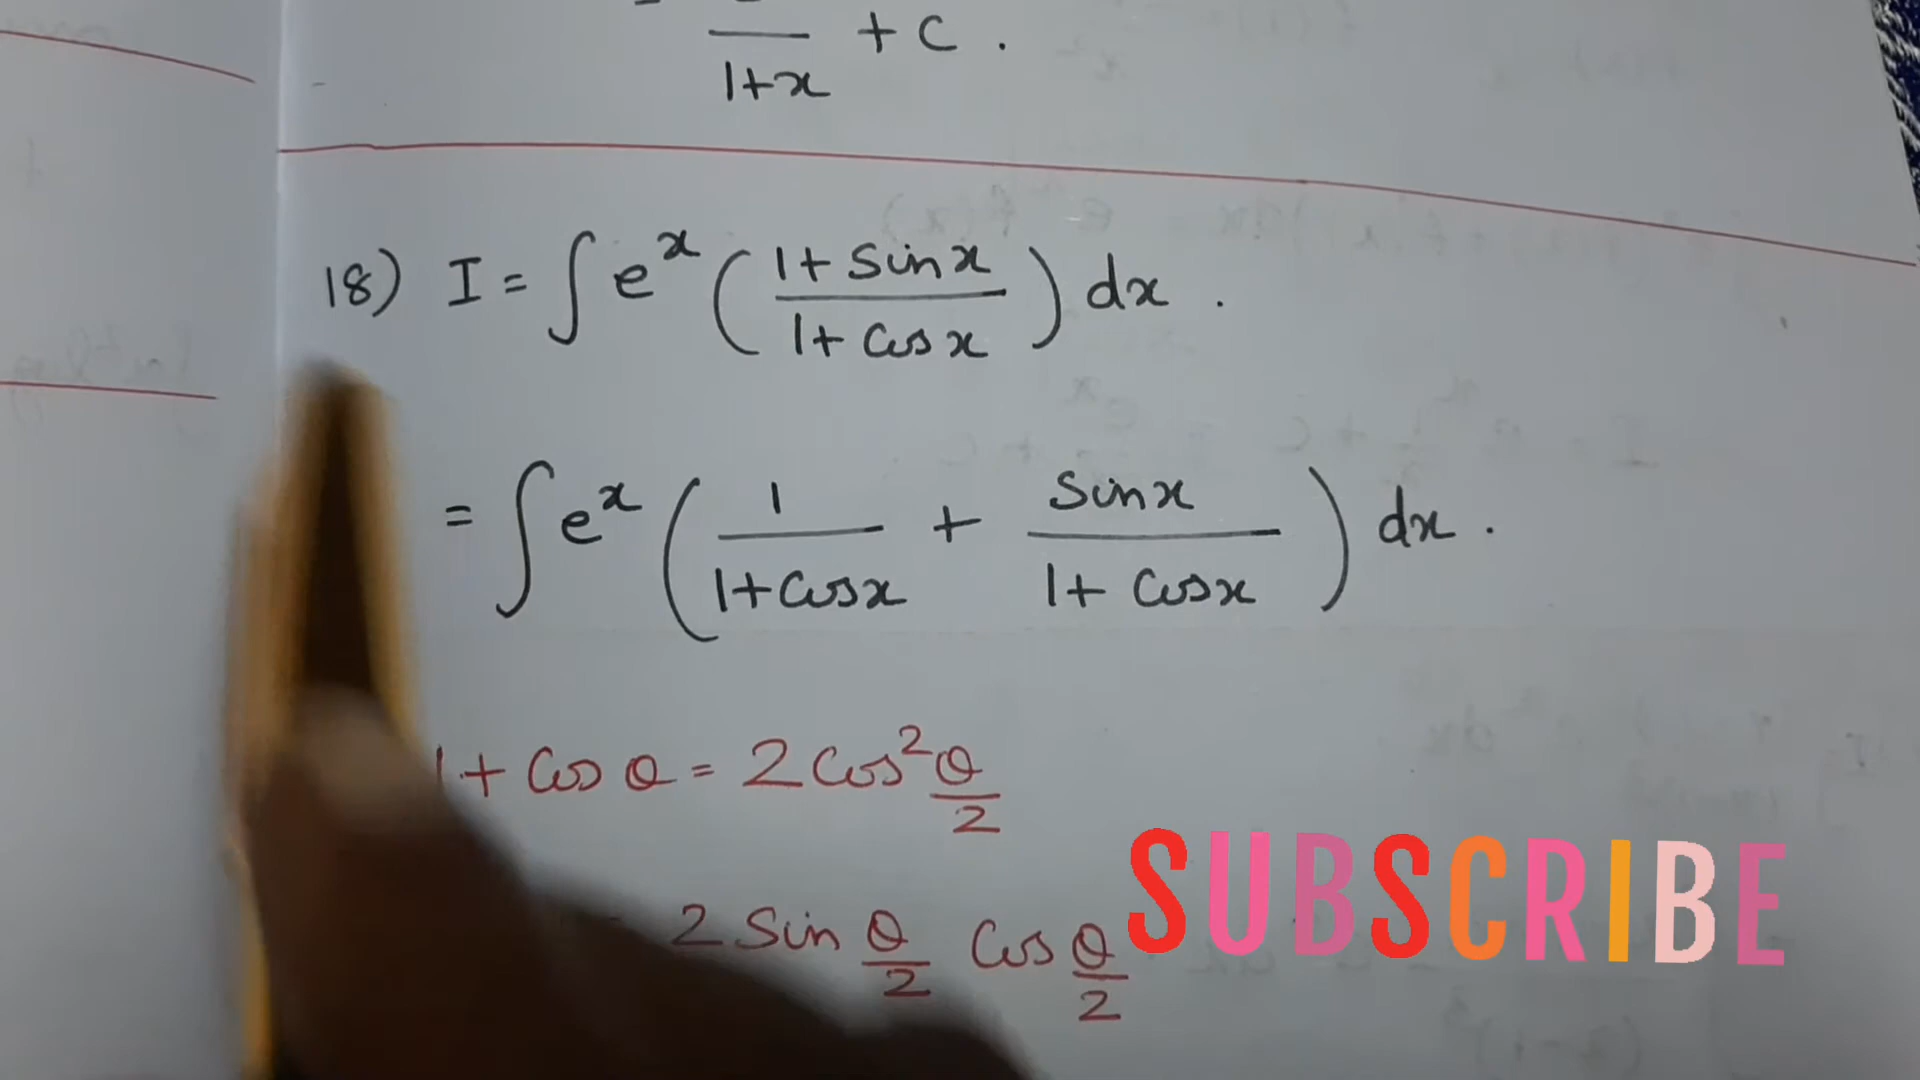 1+x + C .
18) I = ∫ e^x ( (1 + sin x) / (1 + cos x) ) dx .
= ∫ e^x ( 1 / (1 + cos x) + sin x / (1 + cos x) ) dx .
1 + cos θ = 2 cos² θ/2
2 sin θ/2 cos θ/2
SUBSCRIBE